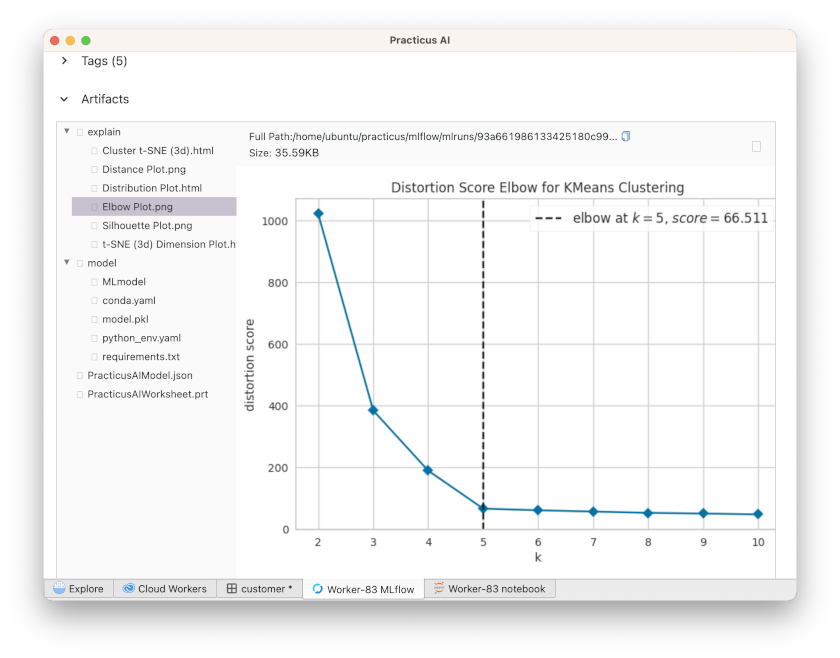 Practicus AI
Tags (5)
Artifacts
explain
Cluster t-SNE (3d).html
Distance Plot.png
Distribution Plot.html
Elbow Plot.png
Silhouette Plot.png
t-SNE (3d) Dimension Plot.h
model
MLmodel
conda.yaml
model.pkl
python_env.yaml
requirements.txt
PracticusAIModel.json
PracticusAIWorksheet.prt
Full Path:/home/ubuntu/practicus/mlflow/mlruns/93a661986133425180c99...
Size: 35.59KB
Distortion Score Elbow for KMeans Clustering
elbow at k = 5, score = 66.511
distortion score
1000
800
600
400
200
0
2 3 4 5 6 7 8 9 10
k
Explore Cloud Workers customer * Worker-83 MLflow Worker-83 notebook